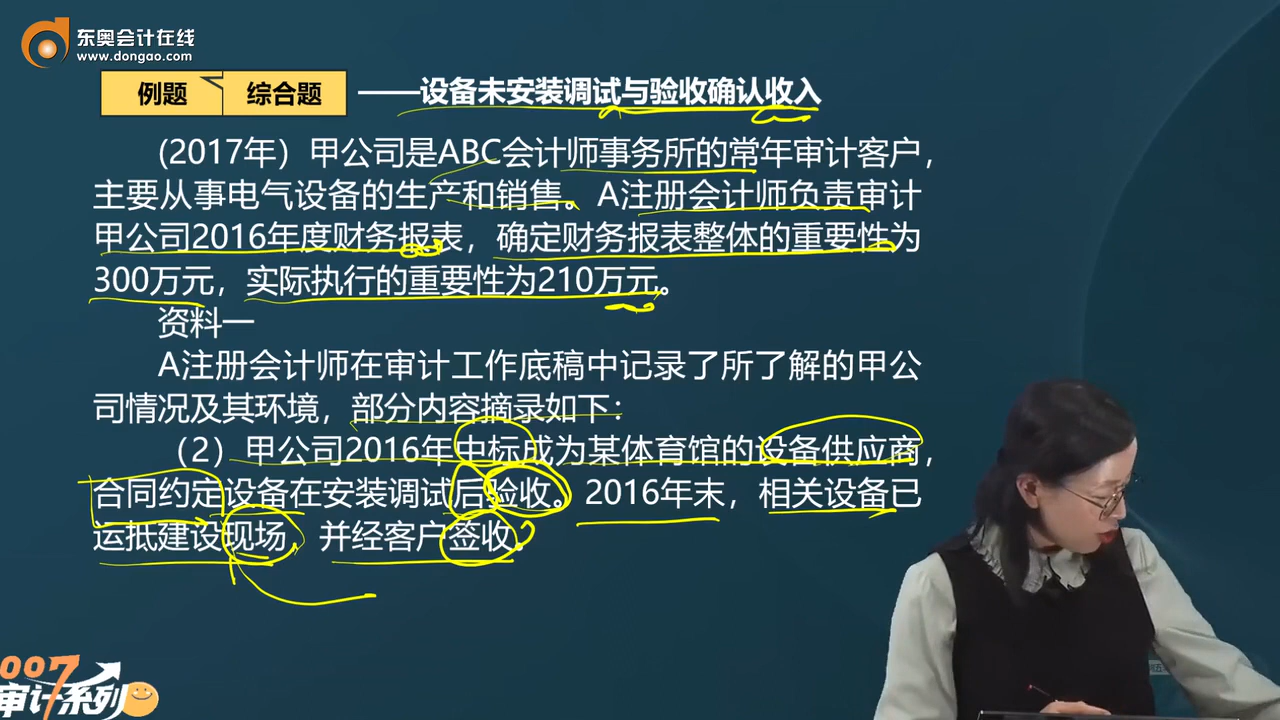 东奥会计在线
www.dongao.com
例题 综合题 ——设备未安装调试与验收确认收入
(2017年）甲公司是ABC会计师事务所的常年审计客户，
主要从事电气设备的生产和销售。A注册会计师负责审计
甲公司2016年度财务报表，确定财务报表整体的重要性为
300万元，实际执行的重要性为210万元。
资料一
A注册会计师在审计工作底稿中记录了所了解的甲公
司情况及其环境，部分内容摘录如下：
（2）甲公司2016年中标成为某体育馆的设备供应商，
合同约定设备在安装调试后验收。2016年末，相关设备已
运抵建设现场，并经客户签收。
007
审计系列